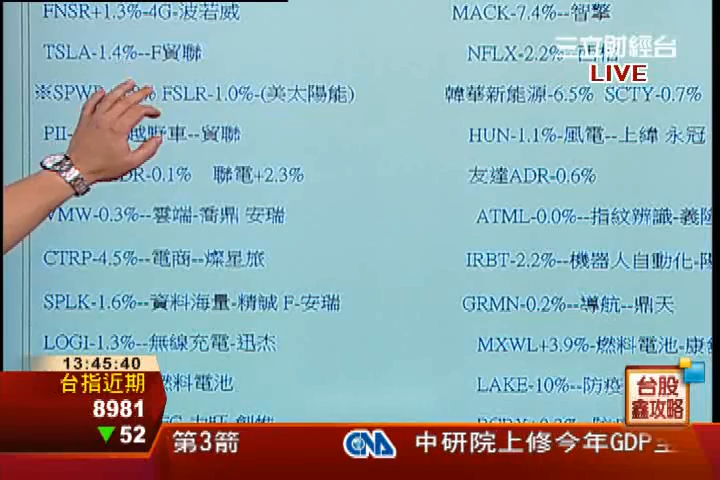 FNSR+1.3%-4G-波若威
MACK-7.4%--智擎
TSLA-1.4%--F貿聯
NFLX-2.2%--
三立財經台
LIVE
※SPWR FSLR-1.0%-(美太陽能)
韓華新能源-6.5% SCTY-0.7%
PII- 越野車--貿聯
HUN-1.1%-風電--上緯 永冠
DR-0.1% 聯電+2.3%
友達ADR-0.6%
VMW-0.3%--雲端-喬鼎 安瑞
ATML-0.0%--指紋辨識-義隆
CTRP-4.5%--電商--燦星旅
IRBT-2.2%--機器人自動化-
SPLK-1.6%--資料海量-精誠 F-安瑞
GRMN-0.2%--導航--鼎天
LOGI-1.3%--無線充電-迅杰
MXWL+3.9%-燃料電池-康舒
13:45:40
燃料電池
LAKE-10%--防疫
台指近期
8981
▼52
台股
鑫攻略
第3箭
CNA
中研院上修今年GDP